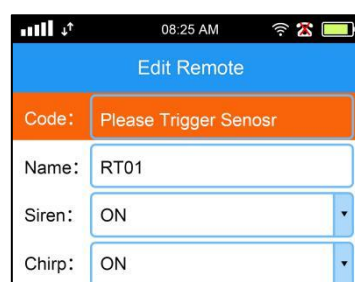 08:25 AM
Edit Remote
Code: Please Trigger Senosr
Name: RT01
Siren: ON
Chirp: ON